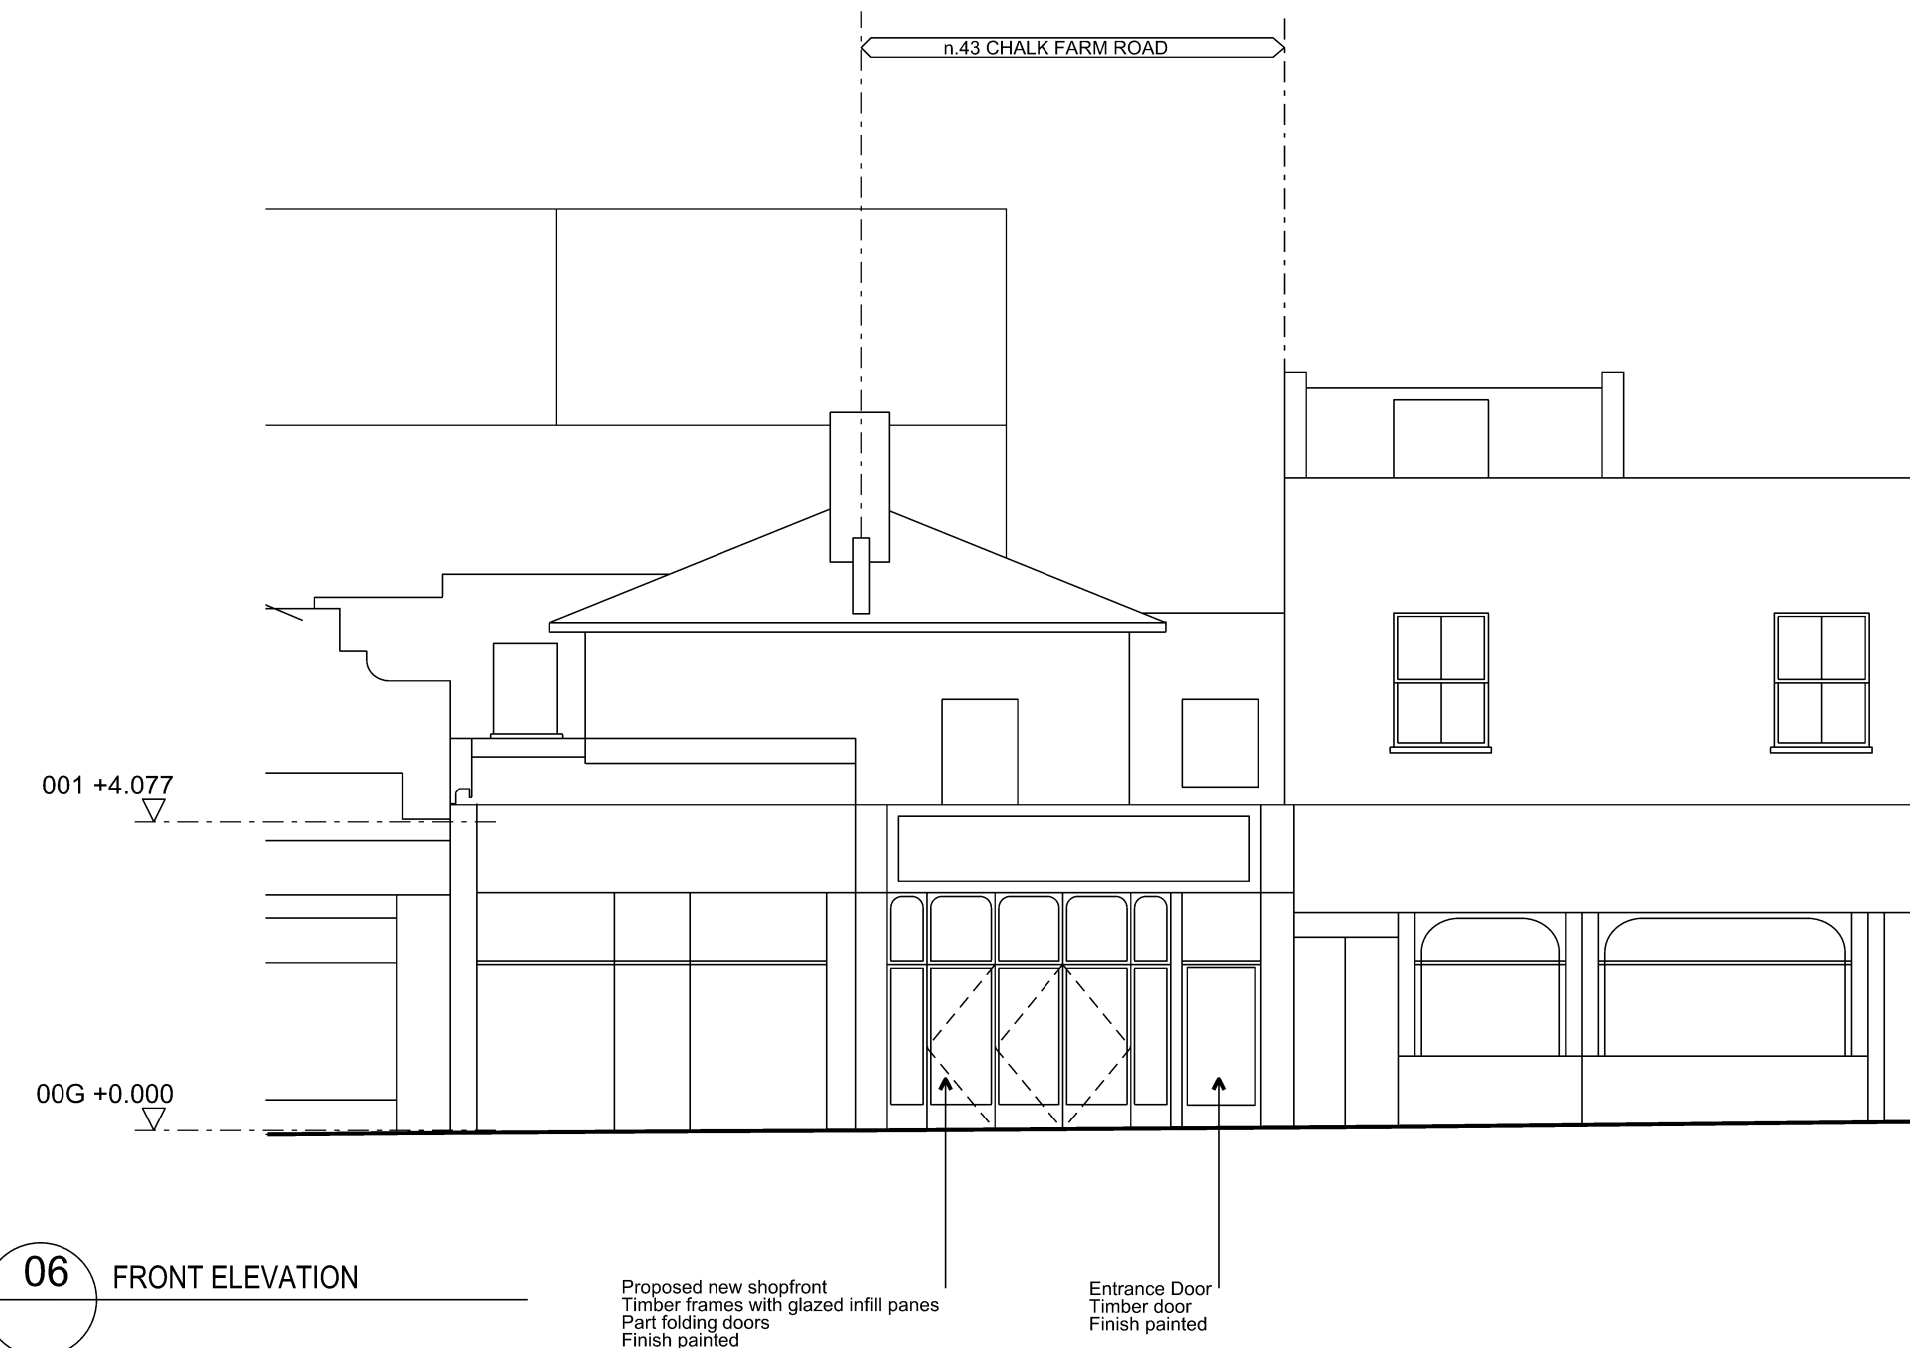 n.43 CHALK FARM ROAD
001 +4.077
00G +0.000
06
FRONT ELEVATION
Proposed new shopfront
Timber frames with glazed infill panes
Part folding doors
Finish painted
Entrance Door
Timber door
Finish painted